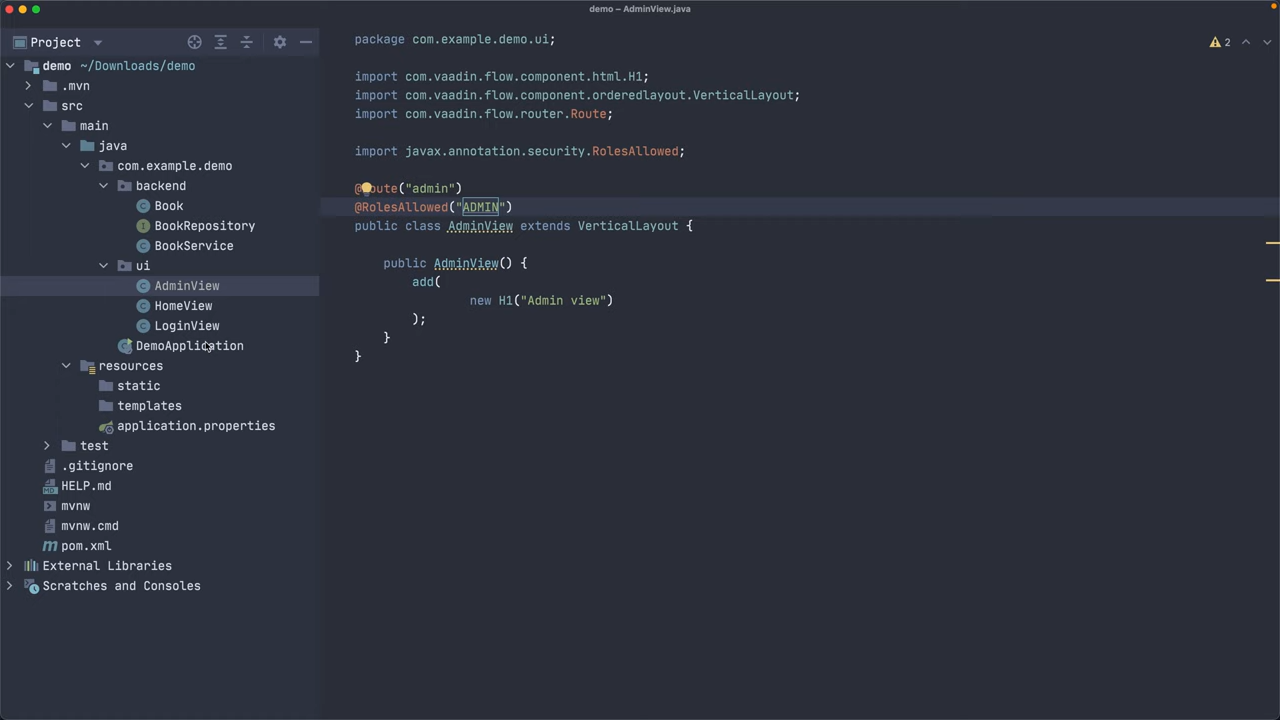 demo – AdminView.java
Project
demo ~/Downloads/demo
.mvn
src
main
java
com.example.demo
backend
Book
BookRepository
BookService
ui
AdminView
HomeView
LoginView
DemoApplication
resources
static
templates
application.properties
test
.gitignore
HELP.md
mvnw
mvnw.cmd
pom.xml
External Libraries
Scratches and Consoles
package com.example.demo.ui;
import com.vaadin.flow.component.html.H1;
import com.vaadin.flow.component.orderedlayout.VerticalLayout;
import com.vaadin.flow.router.Route;
import javax.annotation.security.RolesAllowed;
@Route("admin")
@RolesAllowed("ADMIN")
public class AdminView extends VerticalLayout {
public AdminView() {
add(
new H1("Admin view")
);
}
}
2